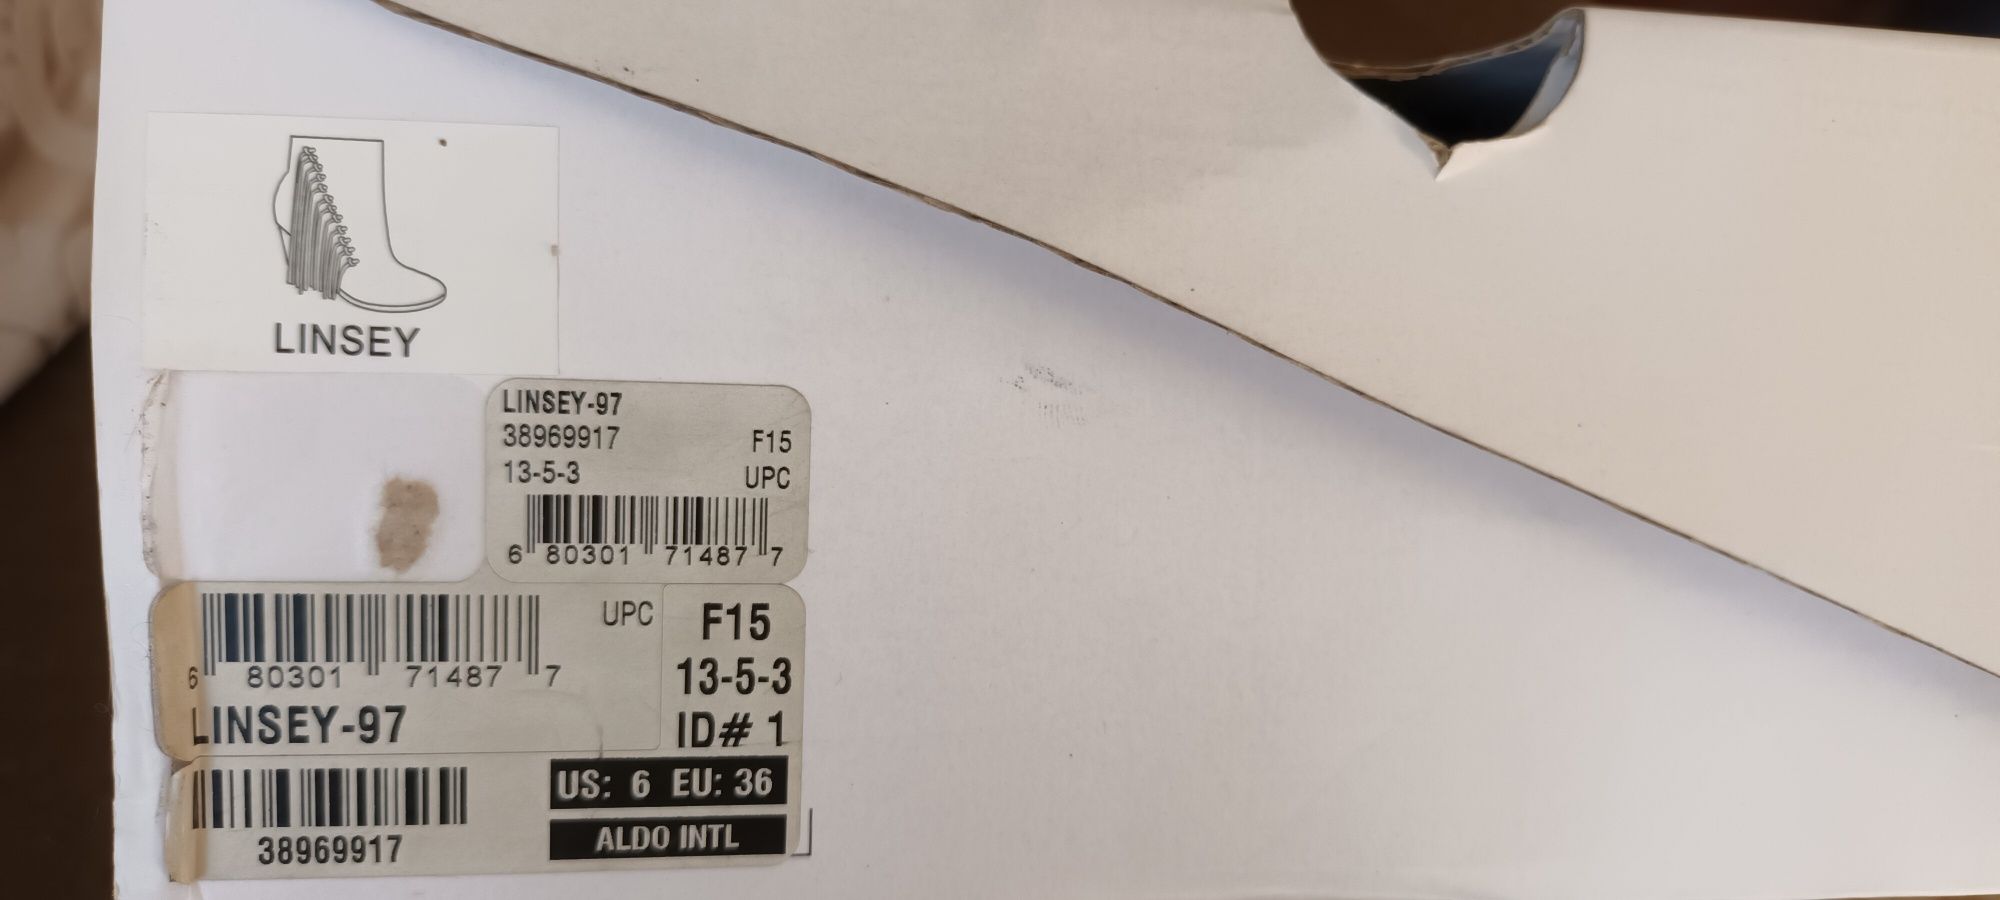 LINSEY
LINSEY-97
38969917 F15
13-5-3 UPC
6 80301 71487 7
UPC
6 80301 71487 7
LINSEY-97
F15
13-5-3
ID# 1
38969917
US: 6 EU: 36
ALDO INTL